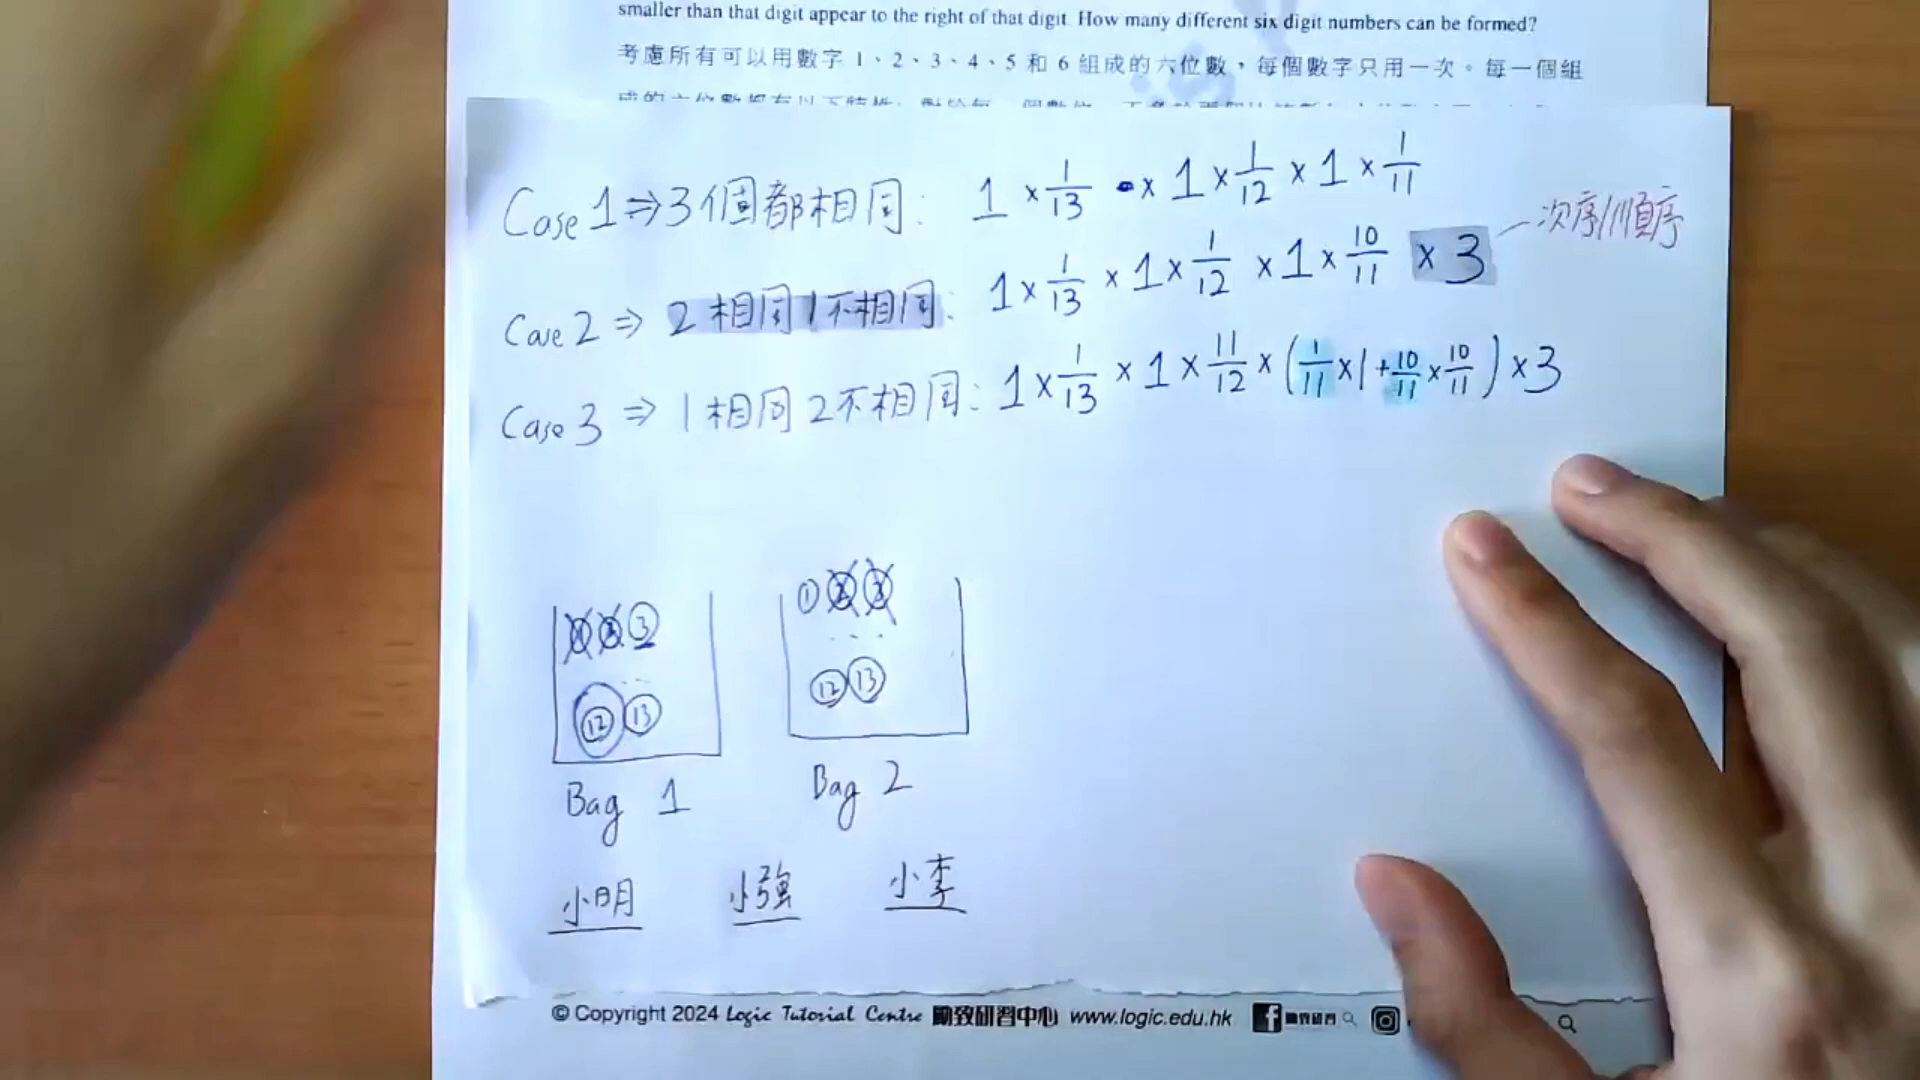 smaller than that digit appear to the right of that digit. How many different six digit numbers can be formed?
考慮所有可以用數字 1、2、3、4、5 和 6 組成的六位數,每個數字只用一次。每一個組
Case 1 ⇒ 3個都相同: 1 × 1/13 × 1 × 1/12 × 1 × 1/11
Case 2 ⇒ 2相同1不相同: 1 × 1/13 × 1 × 1/12 × 1 × 10/11 × 3 — 次序/順序
Case 3 ⇒ 1相同2不相同: 1 × 1/13 × 1 × 11/12 × (1/11 × 1 + 10/11 × 10/11) × 3
③ ① 
⑫ ⑬ ⑫ ⑬
Bag 1 Bag 2
小明 小強 小李
© Copyright 2024 Logic Tutorial Centre 勵致研習中心 www.logic.edu.hk